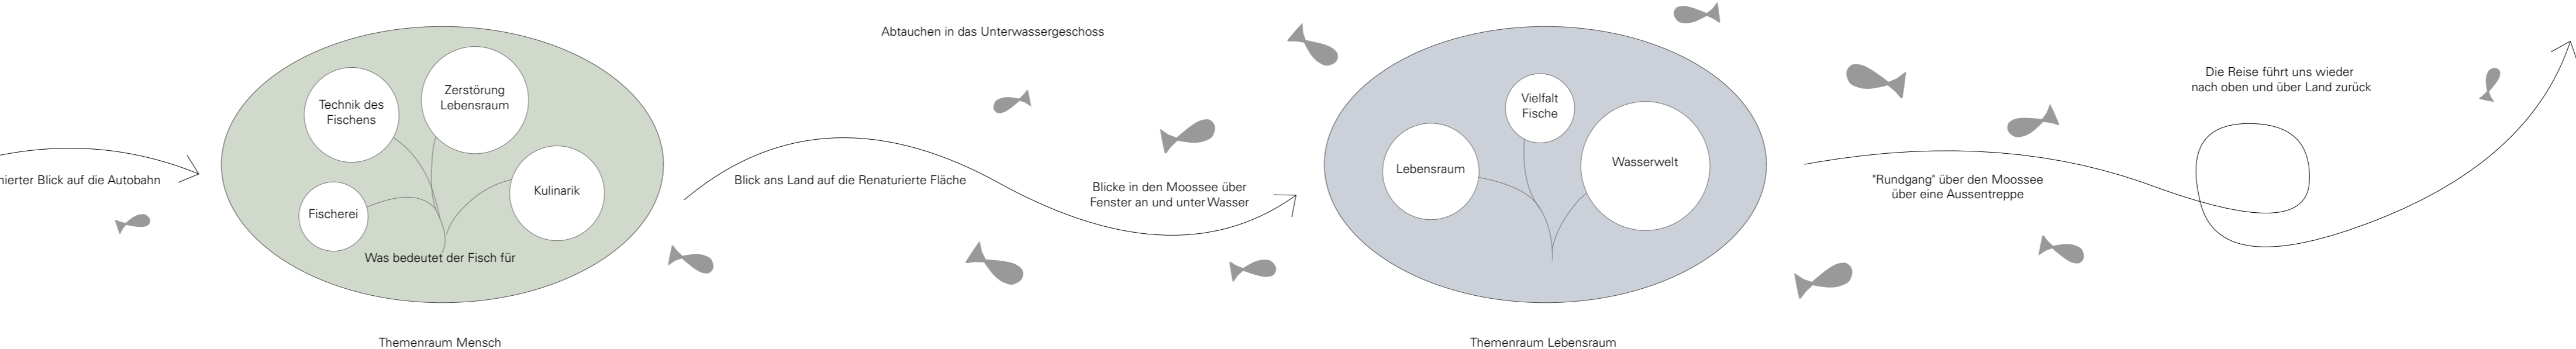 nierter Blick auf die Autobahn
Technik des
Fischens
Zerstörung
Lebensraum
Fischerei
Kulinarik
Was bedeutet der Fisch für
Themenraum Mensch
Abtauchen in das Unterwassergeschoss
Blick ans Land auf die Renaturierte Fläche
Blicke in den Moossee über
Fenster an und unter Wasser
Lebensraum
Vielfalt
Fische
Wasserwelt
Themenraum Lebensraum
"Rundgang" über den Moossee
über eine Aussentreppe
Die Reise führt uns wieder
nach oben und über Land zurück